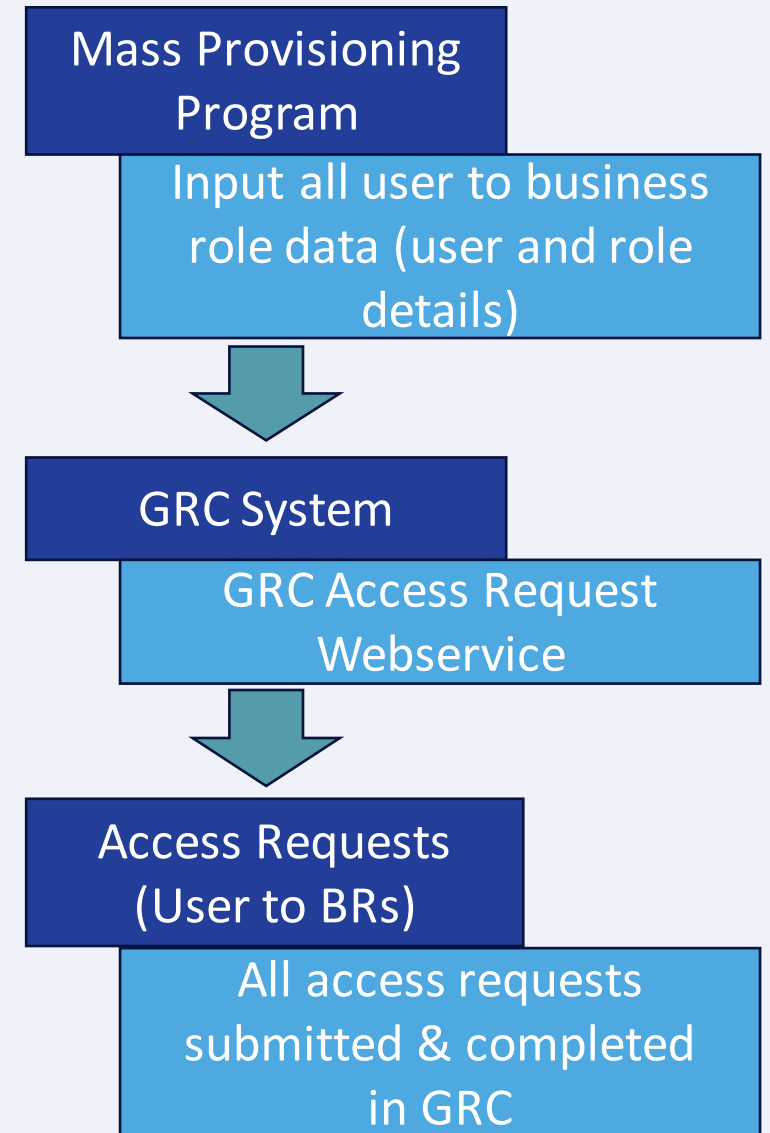 Mass Provisioning
Program
Input all user to business
role data (user and role
details)
GRC System
GRC Access Request
Webservice
Access Requests
(User to BRs)
All access requests
submitted & completed
in GRC